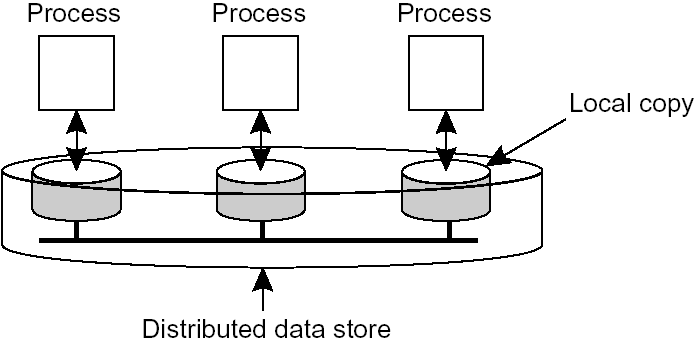 Process Process Process
Local copy
Distributed data store